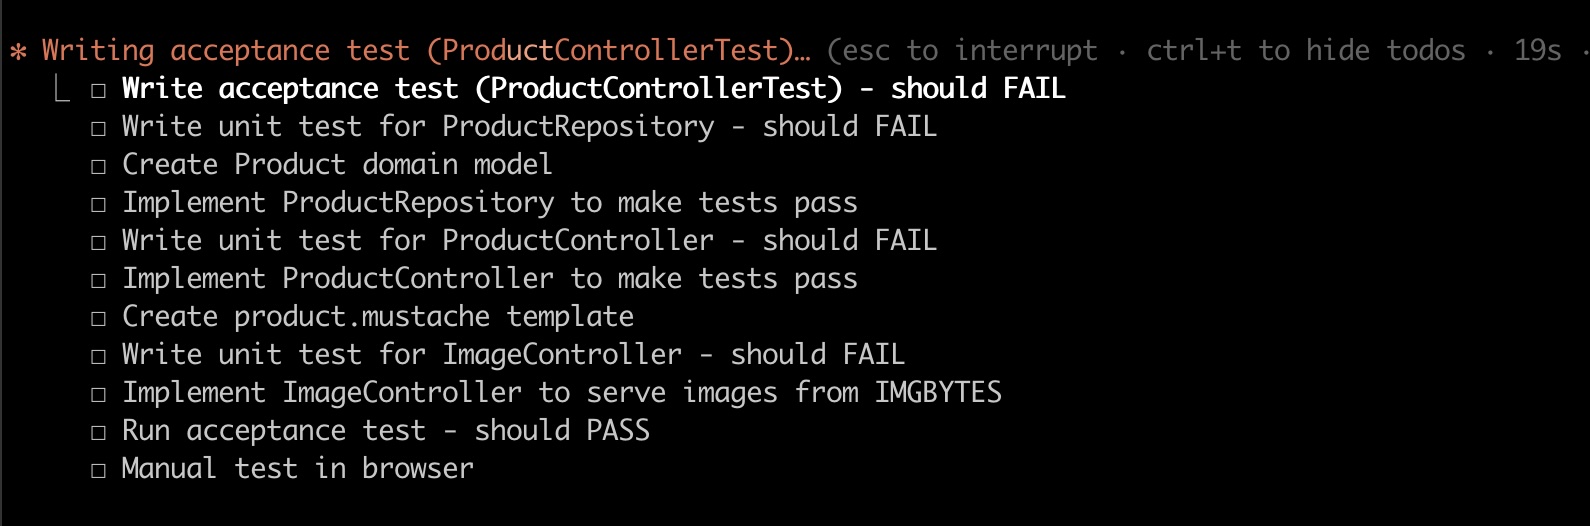 * Writing acceptance test (ProductControllerTest)… (esc to interrupt · ctrl+t to hide todos · 19s ·
☐ Write acceptance test (ProductControllerTest) - should FAIL
☐ Write unit test for ProductRepository - should FAIL
☐ Create Product domain model
☐ Implement ProductRepository to make tests pass
☐ Write unit test for ProductController - should FAIL
☐ Implement ProductController to make tests pass
☐ Create product.mustache template
☐ Write unit test for ImageController - should FAIL
☐ Implement ImageController to serve images from IMGBYTES
☐ Run acceptance test - should PASS
☐ Manual test in browser